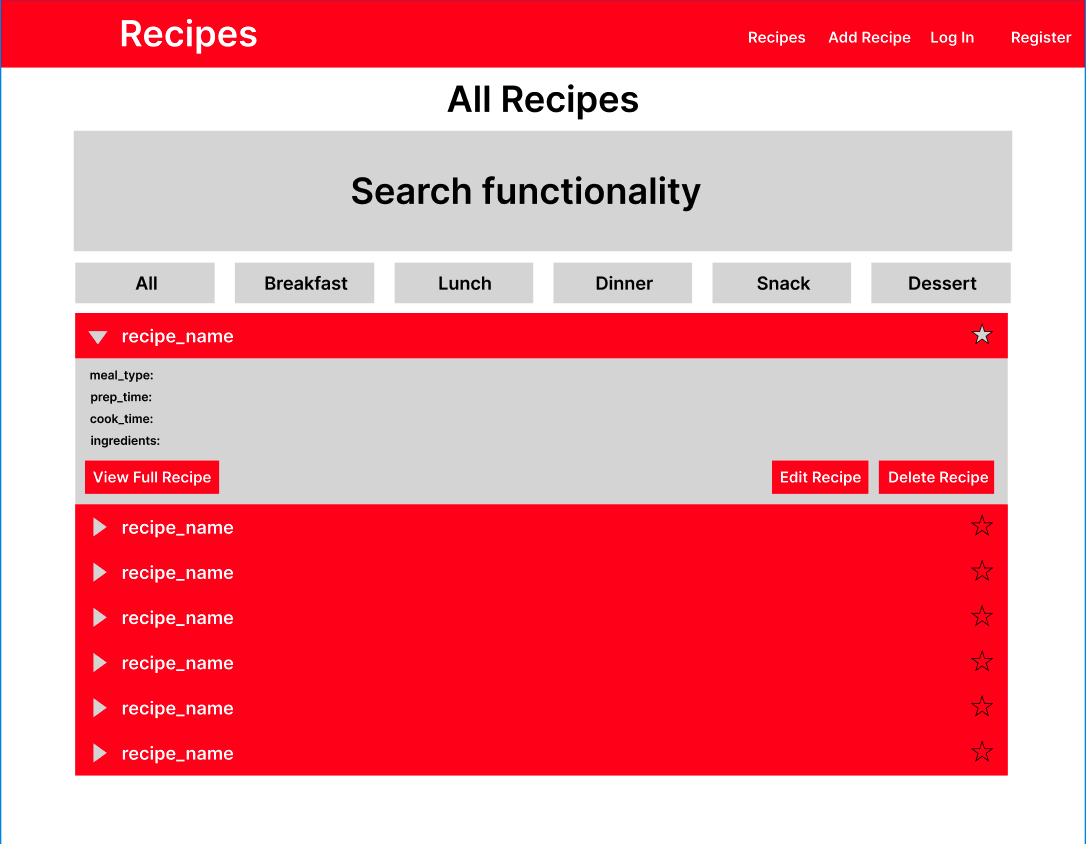 Recipes
Recipes Add Recipe Log In Register
All Recipes
Search functionality
All Breakfast Lunch Dinner Snack Dessert
recipe_name
meal_type:
prep_time:
cook_time:
ingredients:
View Full Recipe Edit Recipe Delete Recipe
recipe_name
recipe_name
recipe_name
recipe_name
recipe_name
recipe_name